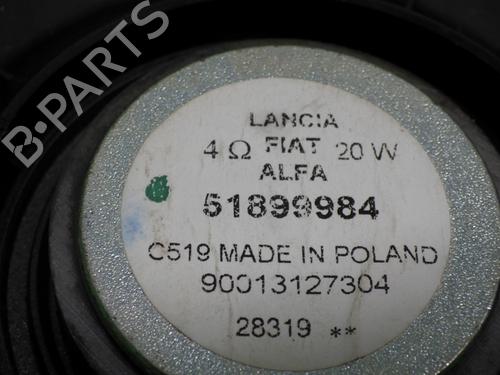 LANCIA
4 Ω FIAT 20 W
ALFA
51899984
C519 MADE IN POLAND
90013127304
28319 **
B PARTS